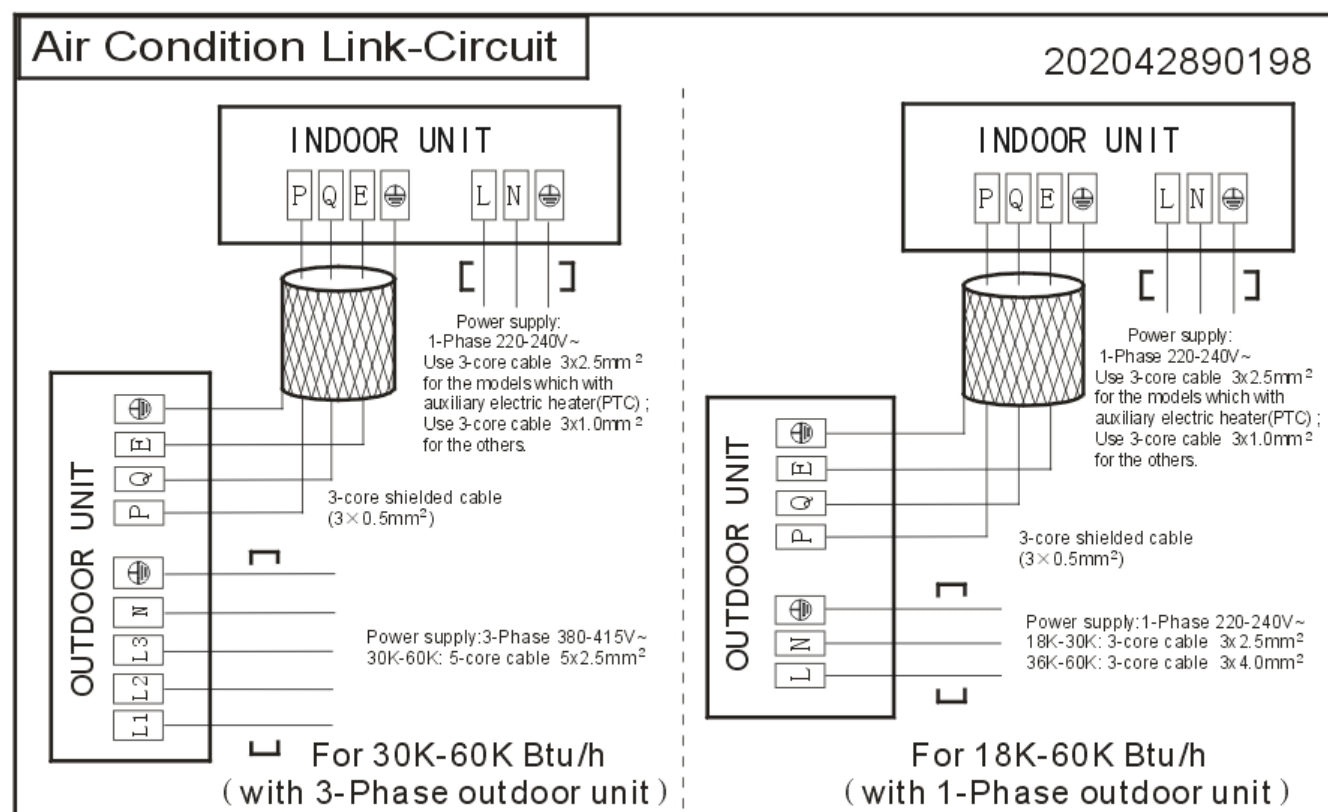 Air Condition Link-Circuit
202042890198
INDOOR UNIT
P Q E L N
Power supply:
1-Phase 220-240V~
Use 3-core cable 3x2.5mm²
for the models which with
auxiliary electric heater(PTC) ;
Use 3-core cable 3x1.0mm²
for the others.
OUTDOOR UNIT
E
Q
P
N
L3
L2
L1
3-core shielded cable
(3×0.5mm²)
Power supply:3-Phase 380-415V~
30K-60K: 5-core cable 5x2.5mm²
For 30K-60K Btu/h
(with 3-Phase outdoor unit)
INDOOR UNIT
P Q E L N
Power supply:
1-Phase 220-240V~
Use 3-core cable 3x2.5mm²
for the models which with
auxiliary electric heater(PTC) ;
Use 3-core cable 3x1.0mm²
for the others.
OUTDOOR UNIT
E
Q
P
N
L
3-core shielded cable
(3×0.5mm²)
Power supply:1-Phase 220-240V~
18K-30K: 3-core cable 3x2.5mm²
36K-60K: 3-core cable 3x4.0mm²
For 18K-60K Btu/h
(with 1-Phase outdoor unit)